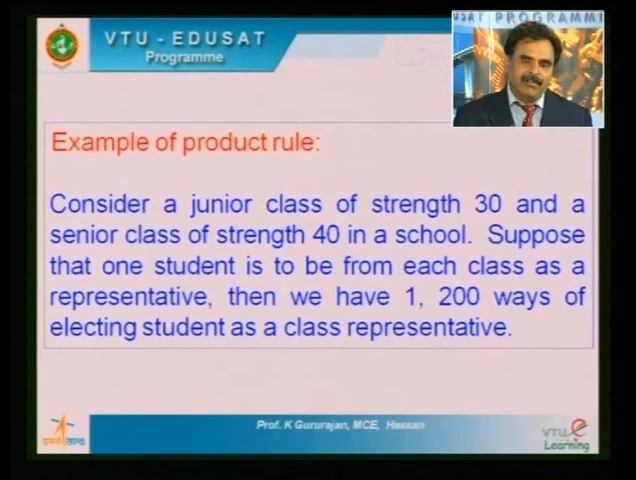 VTU - EDUSAT
Programme
Example of product rule:
Consider a junior class of strength 30 and a
senior class of strength 40 in a school. Suppose
that one student is to be from each class as a
representative, then we have 1, 200 ways of
electing student as a class representative.
Prof. K Gururajan, MCE, Hassan
VTU e
Learning